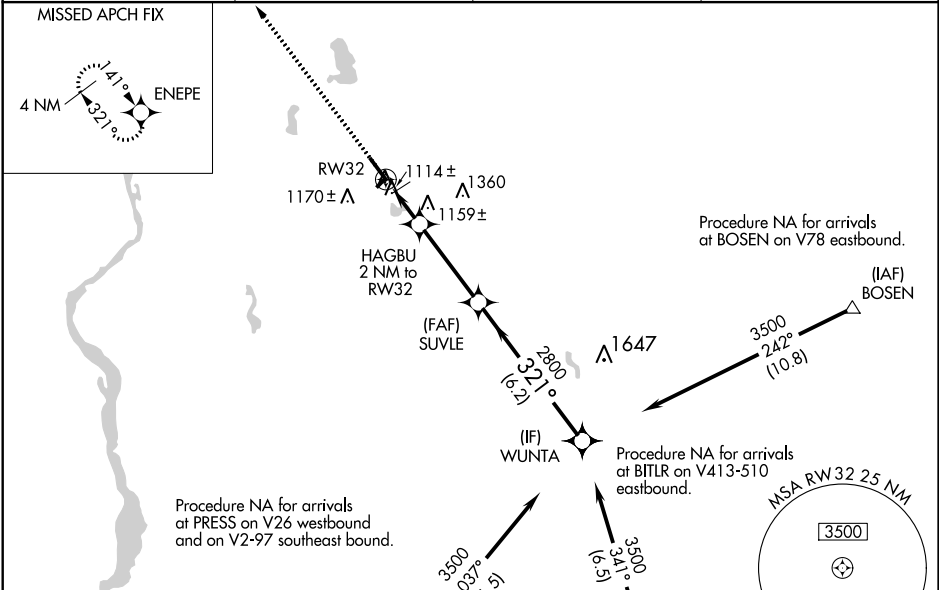 MISSED APCH FIX
141°
4 NM
321°
ENEPE
RW32
1114 ±
1360
1170 ±
1159 ±
HAGBU
2 NM to
RW32
Procedure NA for arrivals
at BOSEN on V78 eastbound.
(IAF)
BOSEN
3500
242°
(10.8)
(FAF)
SUVLE
1647
2800
321°
(6.2)
(IF)
WUNTA
Procedure NA for arrivals
at BITLR on V413-510
eastbound.
Procedure NA for arrivals
at PRESS on V26 westbound
and on V2-97 southeast bound.
3500
037°
5)
3500
341°
(6.5)
MSA RW32 25 NM
3500